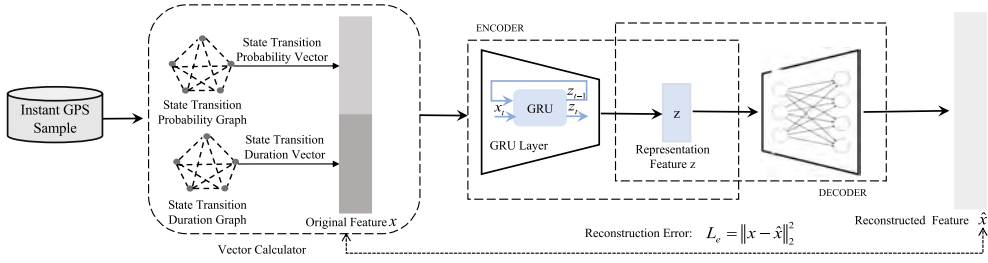 Instant GPS
Sample
State Transition
Probability Vector
State Transition
Probability Graph
State Transition
Duration Vector
State Transition
Duration Graph
Original Feature x
Vector Calculator
ENCODER
x_t
GRU
z_{t-1}
z_t
GRU Layer
z
Representation
Feature z
DECODER
Reconstructed Feature x̂
Reconstruction Error: L_e = ‖x − x̂‖₂²